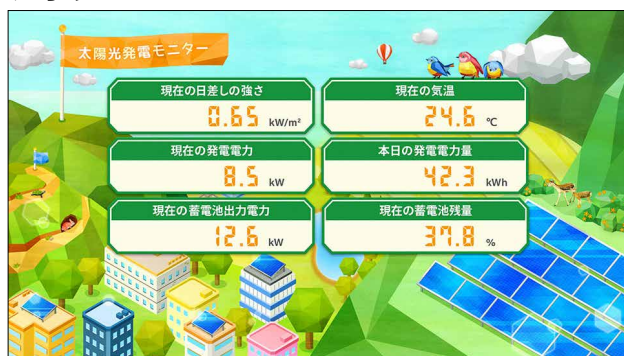 太陽光発電モニター
現在の日差しの強さ
0.65 kW/m²
現在の気温
24.6 ℃
現在の発電電力
8.5 kW
本日の発電電力量
42.3 kWh
現在の蓄電池出力電力
12.6 kW
現在の蓄電池残量
37.8 %